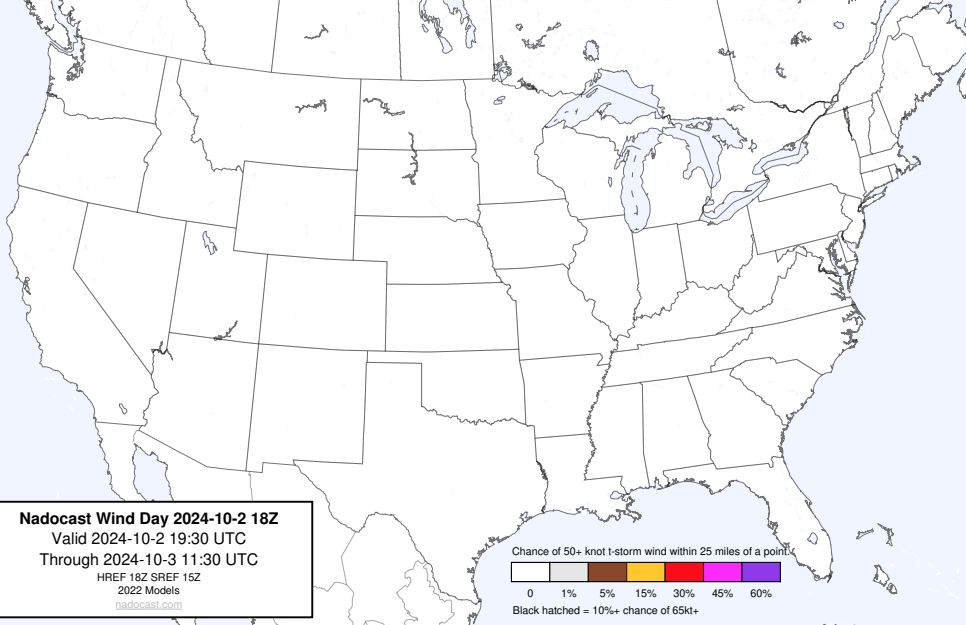 Nadocast Wind Day 2024-10-2 18Z
Valid 2024-10-2 19:30 UTC
Through 2024-10-3 11:30 UTC
HREF 18Z SREF 15Z
2022 Models
nadocast.com
Chance of 50+ knot t-storm wind within 25 miles of a point.
0 1% 5% 15% 30% 45% 60%
Black hatched = 10%+ chance of 65kt+